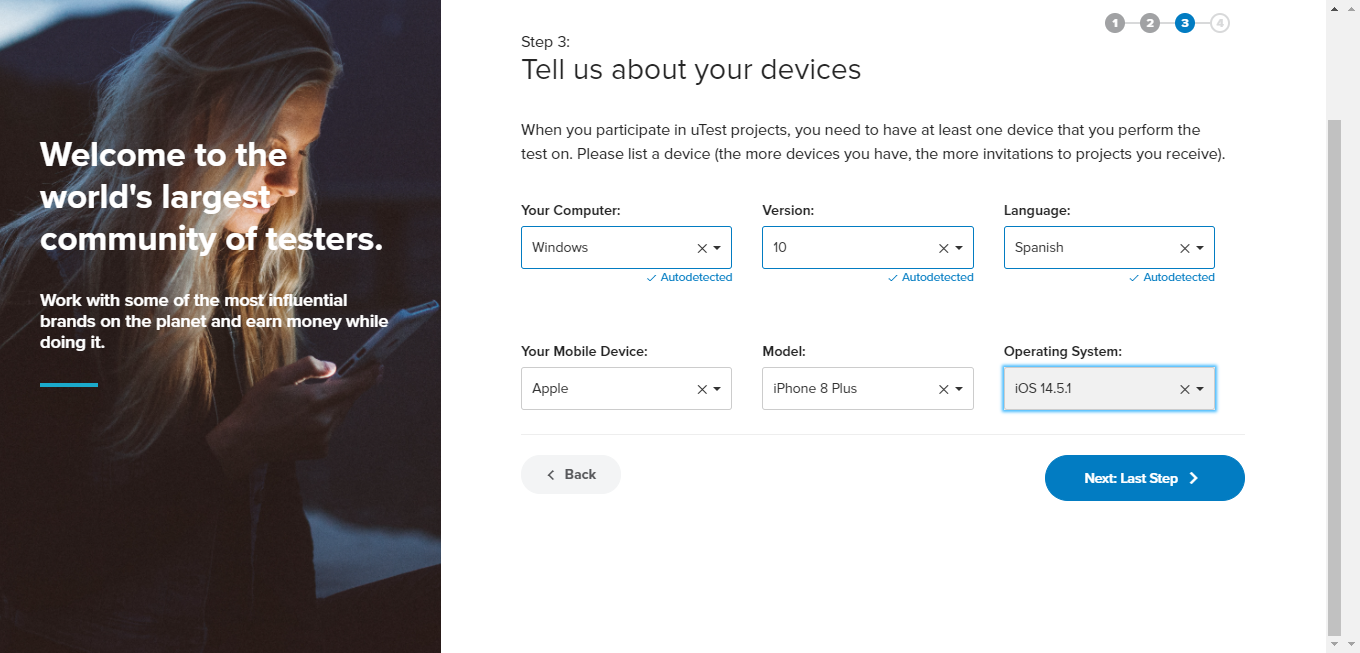 Welcome to the
world's largest
community of testers.
Work with some of the most influential
brands on the planet and earn money while
doing it.
1 2 3 4
Step 3:
Tell us about your devices
When you participate in uTest projects, you need to have at least one device that you perform the
test on. Please list a device (the more devices you have, the more invitations to projects you receive).
Your Computer: Version: Language:
Windows 10 Spanish
Autodetected Autodetected Autodetected
Your Mobile Device: Model: Operating System:
Apple iPhone 8 Plus iOS 14.5.1
Back Next: Last Step